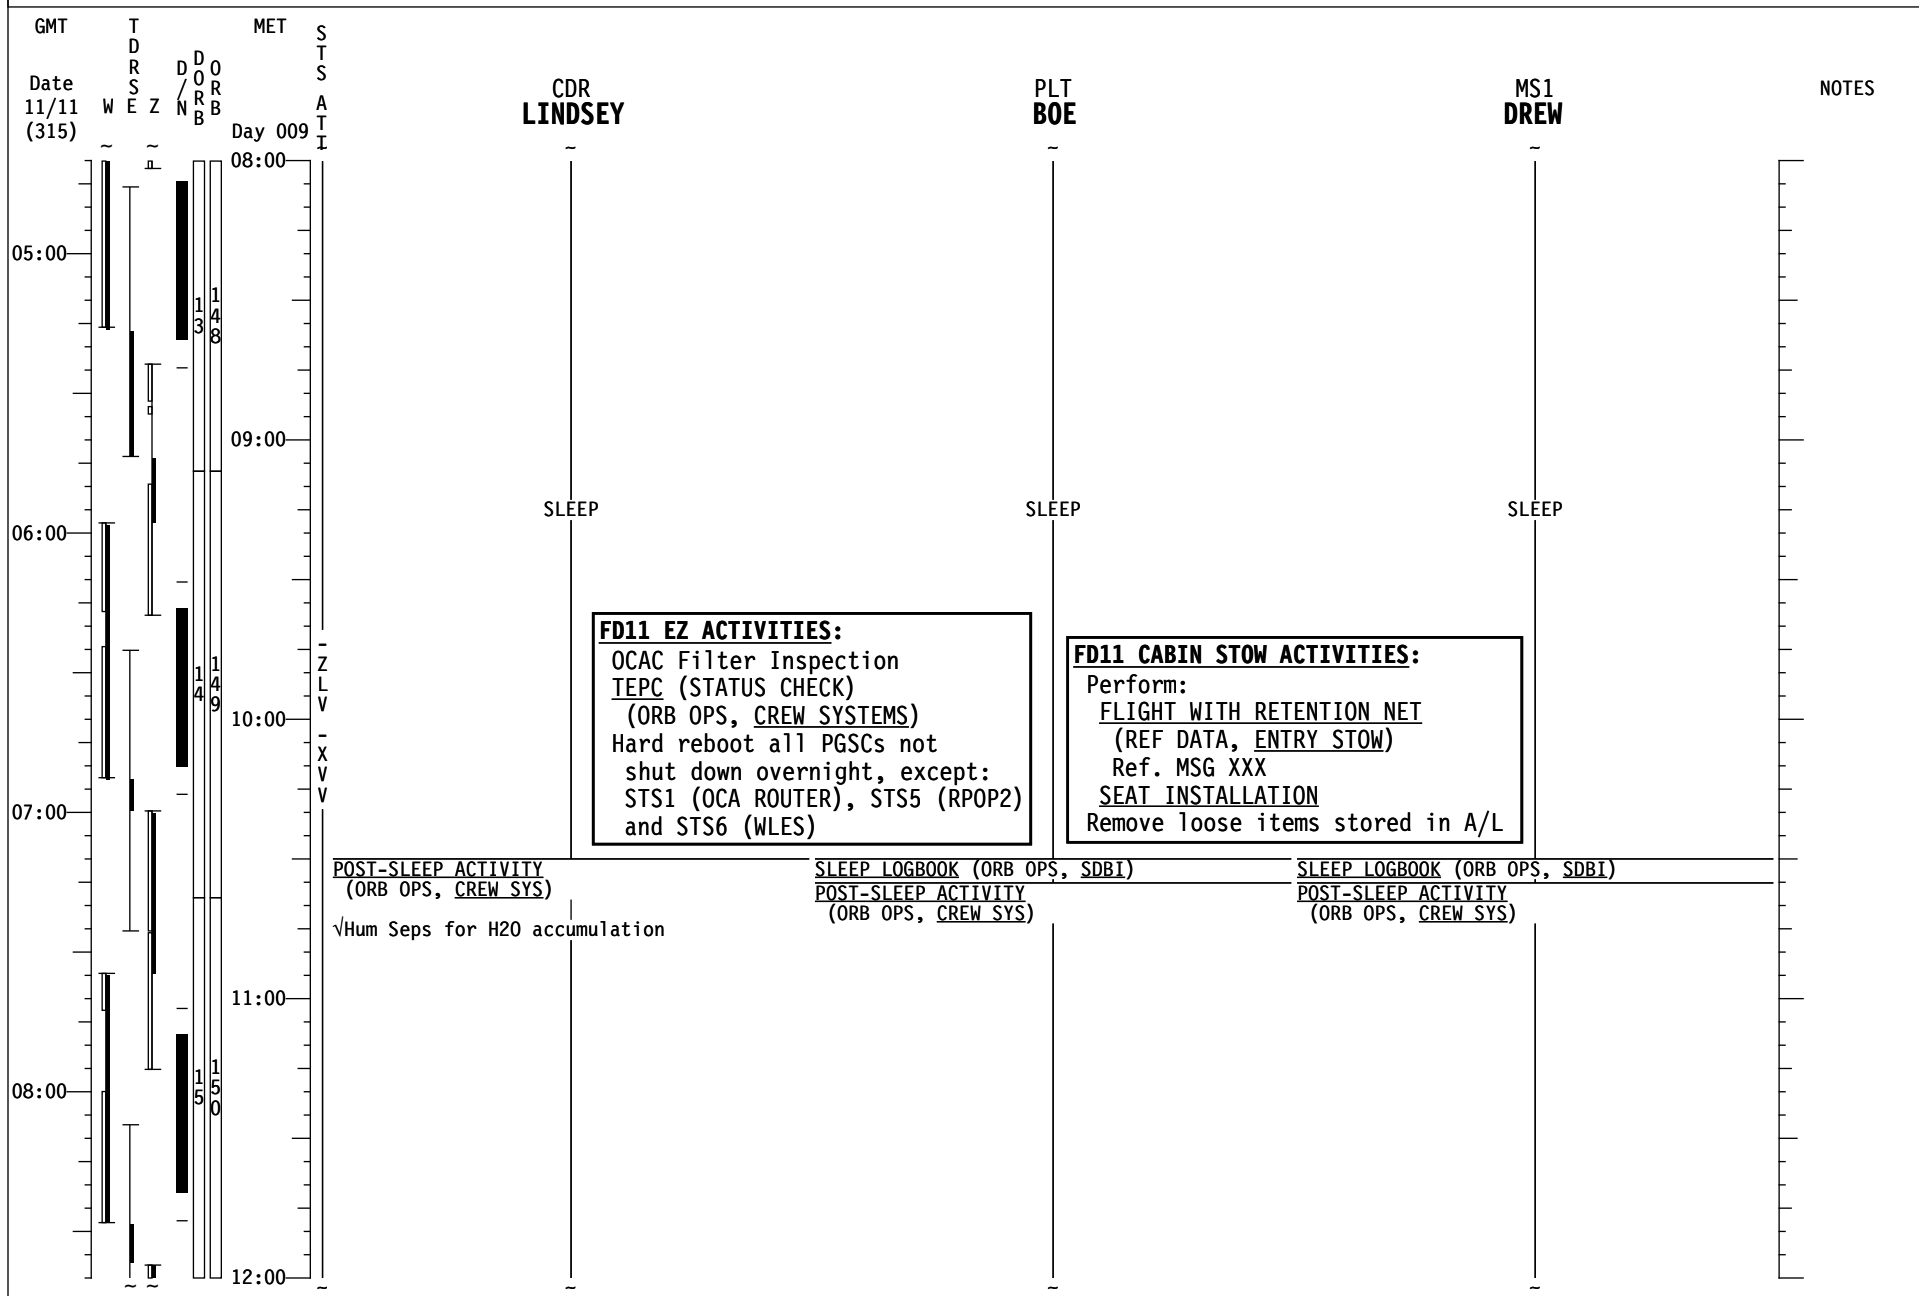 GMT
Date
11/11
(315)
TDRS
W E Z
D/N
DORB
ORB
MET
Day 009
STS ATT
CDR
LINDSEY
PLT
BOE
MS1
DREW
NOTES
~ ~ ~ ~ ~
08:00
05:00
13
148
09:00
SLEEP SLEEP SLEEP
06:00
-ZLV -XVV
14
149
FD11 EZ ACTIVITIES:
OCAC Filter Inspection
TEPC (STATUS CHECK)
(ORB OPS, CREW SYSTEMS)
Hard reboot all PGSCs not
shut down overnight, except:
STS1 (OCA ROUTER), STS5 (RPOP2)
and STS6 (WLES)
FD11 CABIN STOW ACTIVITIES:
Perform:
FLIGHT WITH RETENTION NET
(REF DATA, ENTRY STOW)
Ref. MSG XXX
SEAT INSTALLATION
Remove loose items stored in A/L
10:00
07:00
POST-SLEEP ACTIVITY
(ORB OPS, CREW SYS)
√Hum Seps for H2O accumulation
SLEEP LOGBOOK (ORB OPS, SDBI)
POST-SLEEP ACTIVITY
(ORB OPS, CREW SYS)
SLEEP LOGBOOK (ORB OPS, SDBI)
POST-SLEEP ACTIVITY
(ORB OPS, CREW SYS)
11:00
08:00
15
150
12:00
~ ~ ~ ~ ~ ~